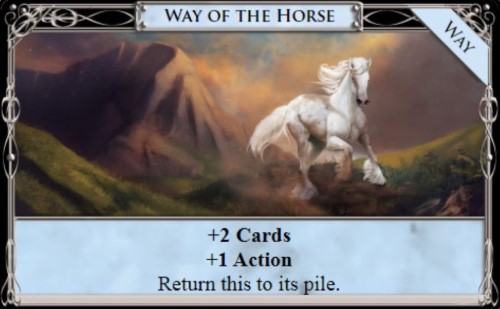 WAY OF THE HORSE
WAY
+2 Cards
+1 Action
Return this to its pile.